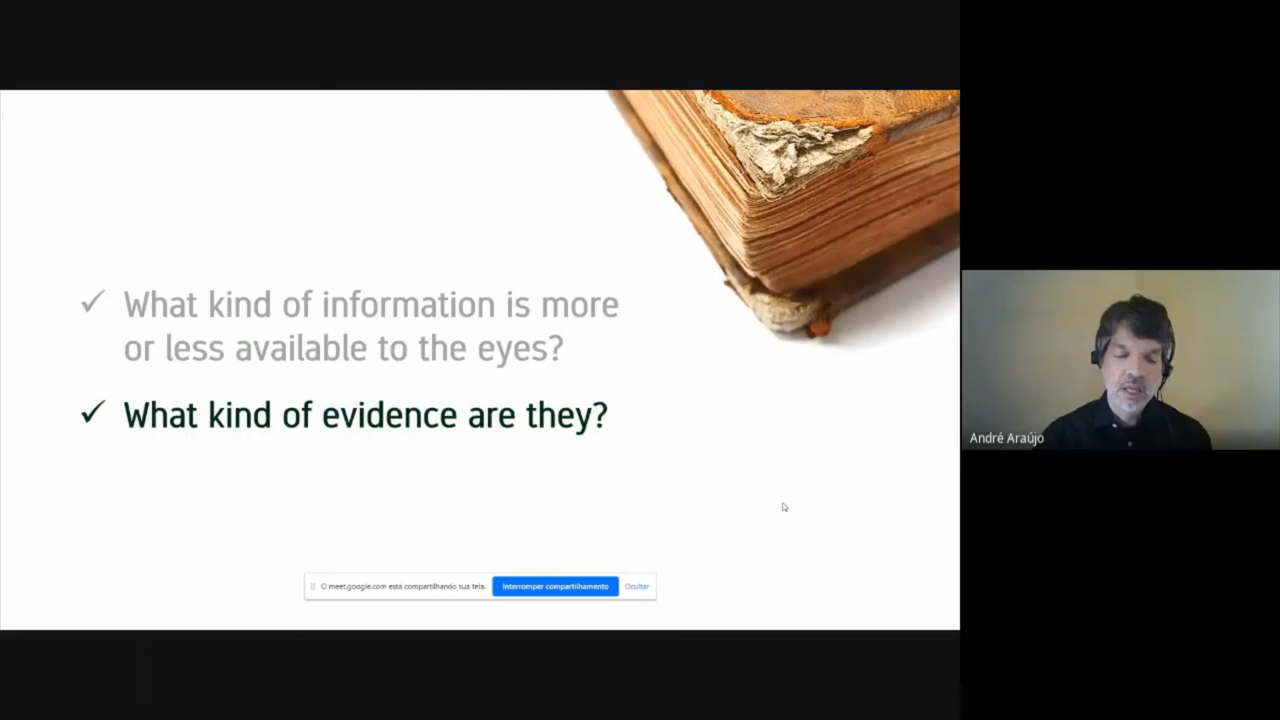 ✓ What kind of information is more
or less available to the eyes?
✓ What kind of evidence are they?
André Araújo
O meet.google.com está compartilhando sua tela. Interromper compartilhamento Ocultar